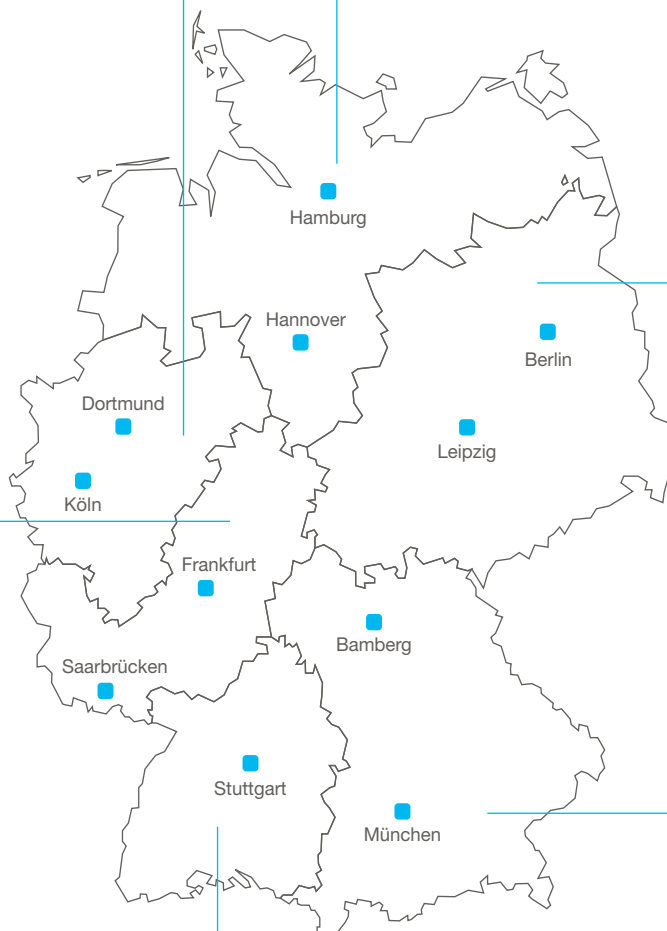 Hamburg
Hannover
Berlin
Dortmund
Leipzig
Köln
Frankfurt
Bamberg
Saarbrücken
Stuttgart
München